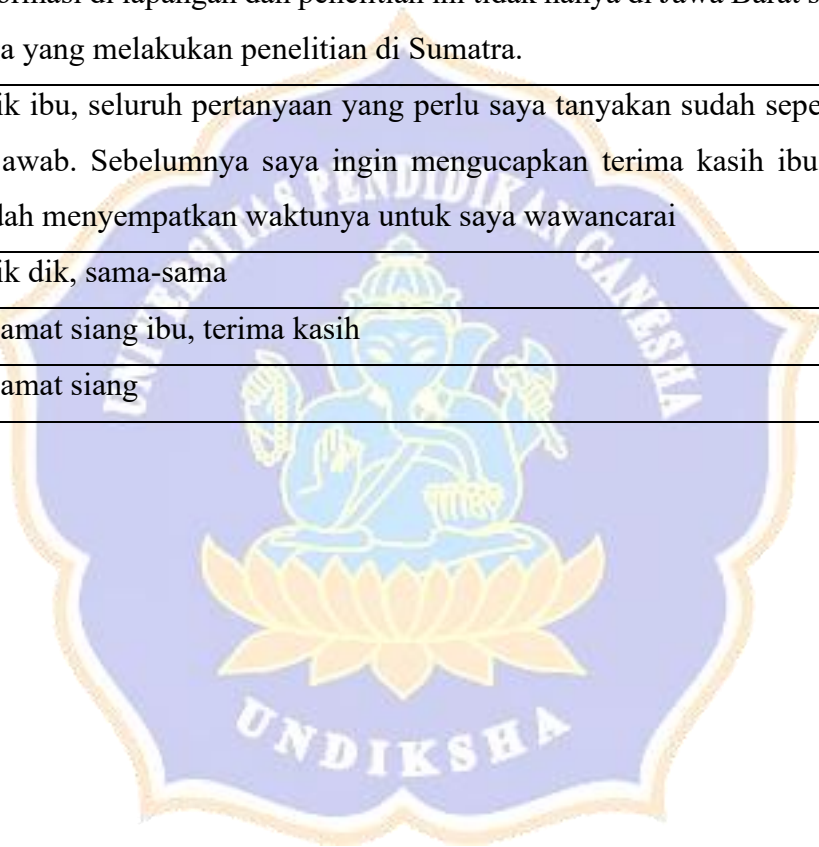 ormasi di lapangan dan penelitian ini tidak hanya di Jawa Barat s
a yang melakukan penelitian di Sumatra.
ik ibu, seluruh pertanyaan yang perlu saya tanyakan sudah sepe
awab. Sebelumnya saya ingin mengucapkan terima kasih ibu
lah menyempatkan waktunya untuk saya wawancarai
ik dik, sama-sama
amat siang ibu, terima kasih
amat siang
UNIVERSITAS PENDIDIKAN GANESHA
UNDIKSHA